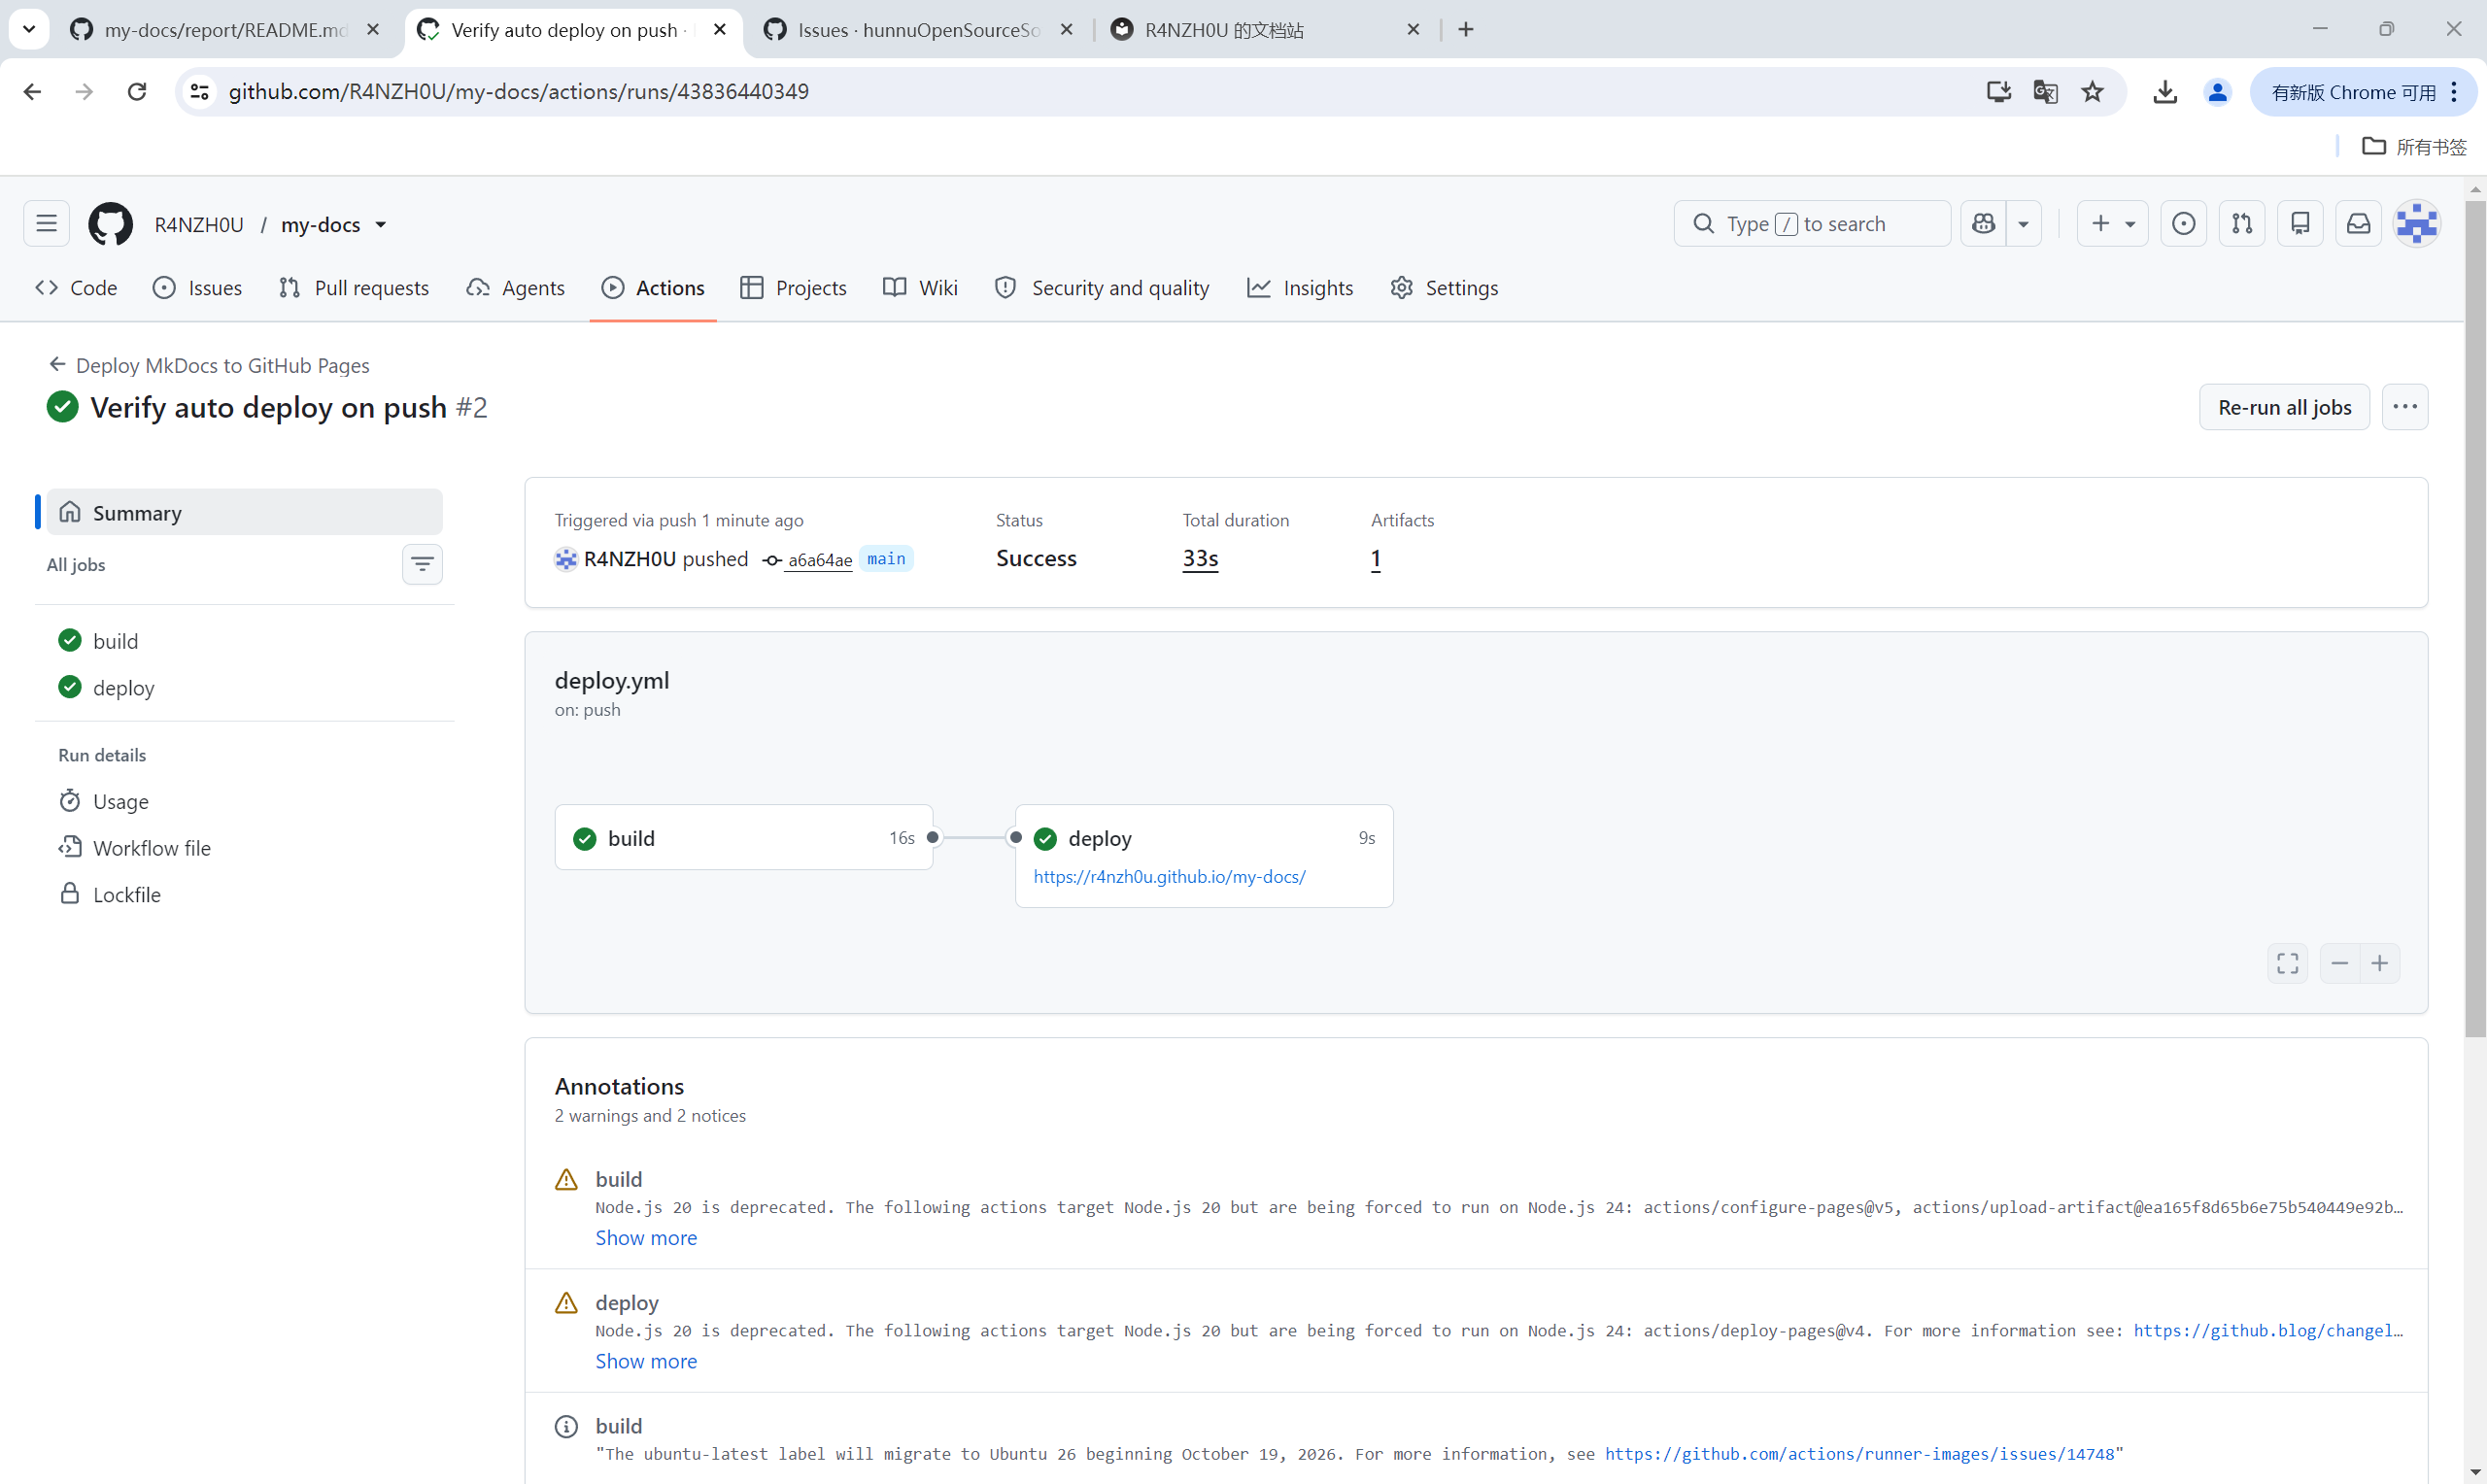 my-docs/report/README.md
Verify auto deploy on push ·
Issues · hunnuOpenSourceSo
R4NZH0U 的文档站
github.com/R4NZH0U/my-docs/actions/runs/43836440349
有新版 Chrome 可用
所有书签
R4NZH0U / my-docs
Type / to search
Code
Issues
Pull requests
Agents
Actions
Projects
Wiki
Security and quality
Insights
Settings
Deploy MkDocs to GitHub Pages
Verify auto deploy on push #2
Re-run all jobs
Summary
All jobs
build
deploy
Run details
Usage
Workflow file
Lockfile
Triggered via push 1 minute ago
R4NZH0U pushed a6a64ae main
Status
Success
Total duration
33s
Artifacts
1
deploy.yml
on: push
build 16s
deploy 9s
https://r4nzh0u.github.io/my-docs/
Annotations
2 warnings and 2 notices
build
Node.js 20 is deprecated. The following actions target Node.js 20 but are being forced to run on Node.js 24: actions/configure-pages@v5, actions/upload-artifact@ea165f8d65b6e75b540449e92b…
Show more
deploy
Node.js 20 is deprecated. The following actions target Node.js 20 but are being forced to run on Node.js 24: actions/deploy-pages@v4. For more information see: https://github.blog/changel…
Show more
build
"The ubuntu-latest label will migrate to Ubuntu 26 beginning October 19, 2026. For more information, see https://github.com/actions/runner-images/issues/14748"